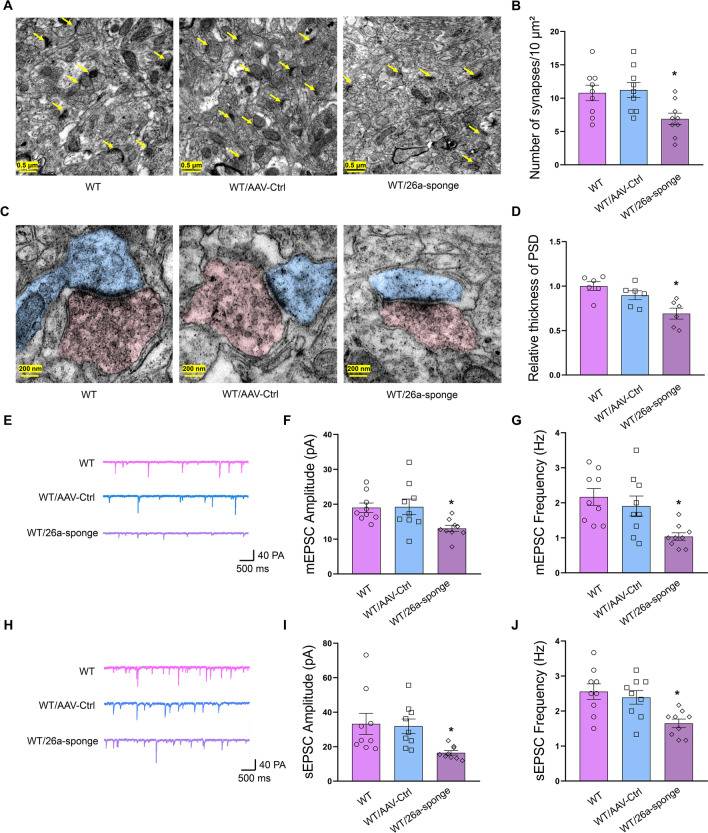 A
0.5 μm
0.5 μm
0.5 μm
WT
WT/AAV-Ctrl
WT/26a-sponge
B
Number of synapses/10 μm²
20
15
10
5
0
*
WT
WT/AAV-Ctrl
WT/26a-sponge
C
200 nm
200 nm
200 nm
WT
WT/AAV-Ctrl
WT/26a-sponge
D
Relative thickness of PSD
1.5
1.0
0.5
0.0
*
WT
WT/AAV-Ctrl
WT/26a-sponge
E
WT
WT/AAV-Ctrl
WT/26a-sponge
40 PA
500 ms
F
mEPSC Amplitude (pA)
40
30
20
10
0
*
WT
WT/AAV-Ctrl
WT/26a-sponge
G
mEPSC Frequency (Hz)
4
3
2
1
0
*
WT
WT/AAV-Ctrl
WT/26a-sponge
H
WT
WT/AAV-Ctrl
WT/26a-sponge
40 PA
500 ms
I
sEPSC Amplitude (pA)
80
60
40
20
0
*
WT
WT/AAV-Ctrl
WT/26a-sponge
J
sEPSC Frequency (Hz)
4
3
2
1
0
*
WT
WT/AAV-Ctrl
WT/26a-sponge